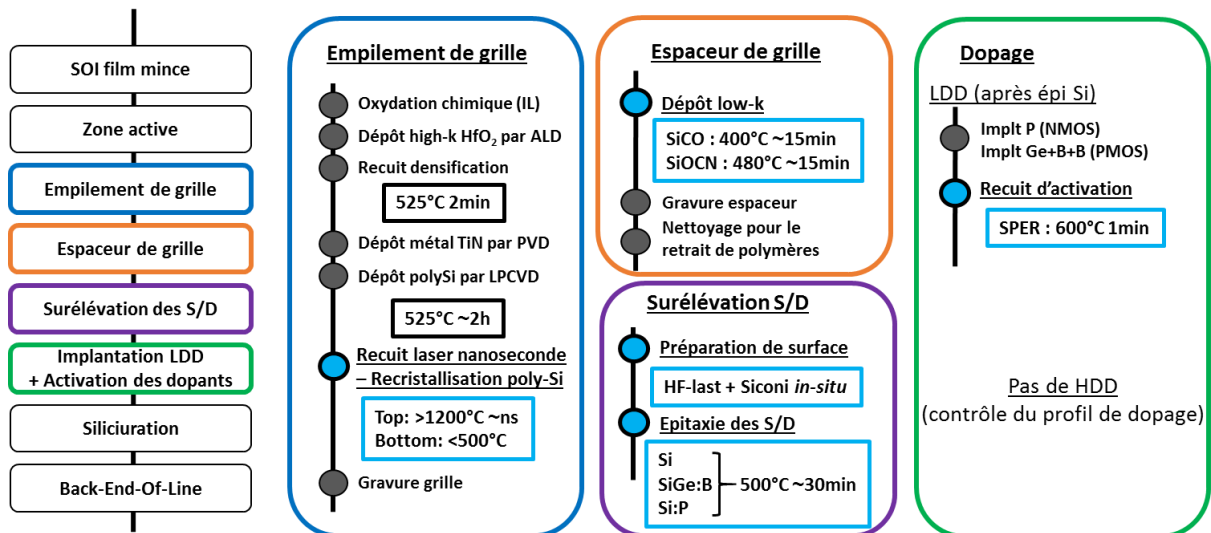 SOI film mince
Zone active
Empilement de grille
Espaceur de grille
Surélévation des S/D
Implantation LDD
+ Activation des dopants
Siliciuration
Back-End-Of-Line
Empilement de grille
Oxydation chimique (IL)
Dépôt high-k HfO₂ par ALD
Recuit densification
525°C 2min
Dépôt métal TiN par PVD
Dépôt polySi par LPCVD
525°C ~2h
Recuit laser nanoseconde
– Recristallisation poly-Si
Top: >1200°C ~ns
Bottom: <500°C
Gravure grille
Espaceur de grille
Dépôt low-k
SiCO : 400°C ~15min
SiOCN : 480°C ~15min
Gravure espaceur
Nettoyage pour le
retrait de polymères
Surélévation S/D
Préparation de surface
HF-last + Siconi in-situ
Epitaxie des S/D
Si
SiGe:B
Si:P
500°C ~30min
Dopage
LDD (après épi Si)
Implt P (NMOS)
Implt Ge+B+B (PMOS)
Recuit d’activation
SPER : 600°C 1min
Pas de HDD
(contrôle du profil de dopage)